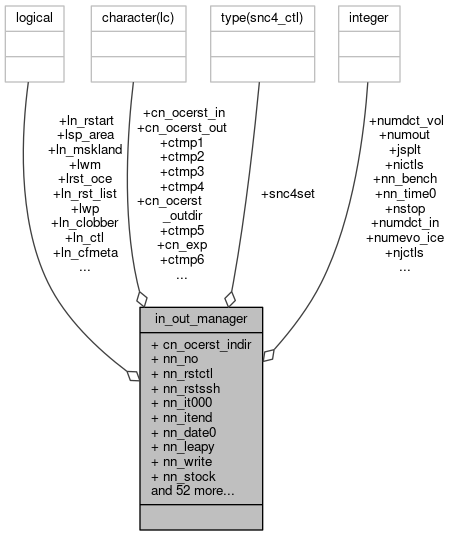 logical
character(lc)
type(snc4_ctl)
integer
+ln_rstart
+lsp_area
+ln_mskland
+lwm
+lrst_oce
+ln_rst_list
+lwp
+ln_clobber
+ln_ctl
+ln_cfmeta
...
+cn_ocerst_in
+cn_ocerst_out
+ctmp1
+ctmp2
+ctmp3
+ctmp4
+cn_ocerst
_outdir
+ctmp5
+cn_exp
+ctmp6
...
+snc4set
+numdct_vol
+numout
+jsplt
+nictls
+nn_bench
+nn_time0
+nstop
+numdct_in
+numevo_ice
+njctls
...
in_out_manager
+ cn_ocerst_indir
+ nn_no
+ nn_rstctl
+ nn_rstssh
+ nn_it000
+ nn_itend
+ nn_date0
+ nn_leapy
+ nn_write
+ nn_stock
and 52 more...